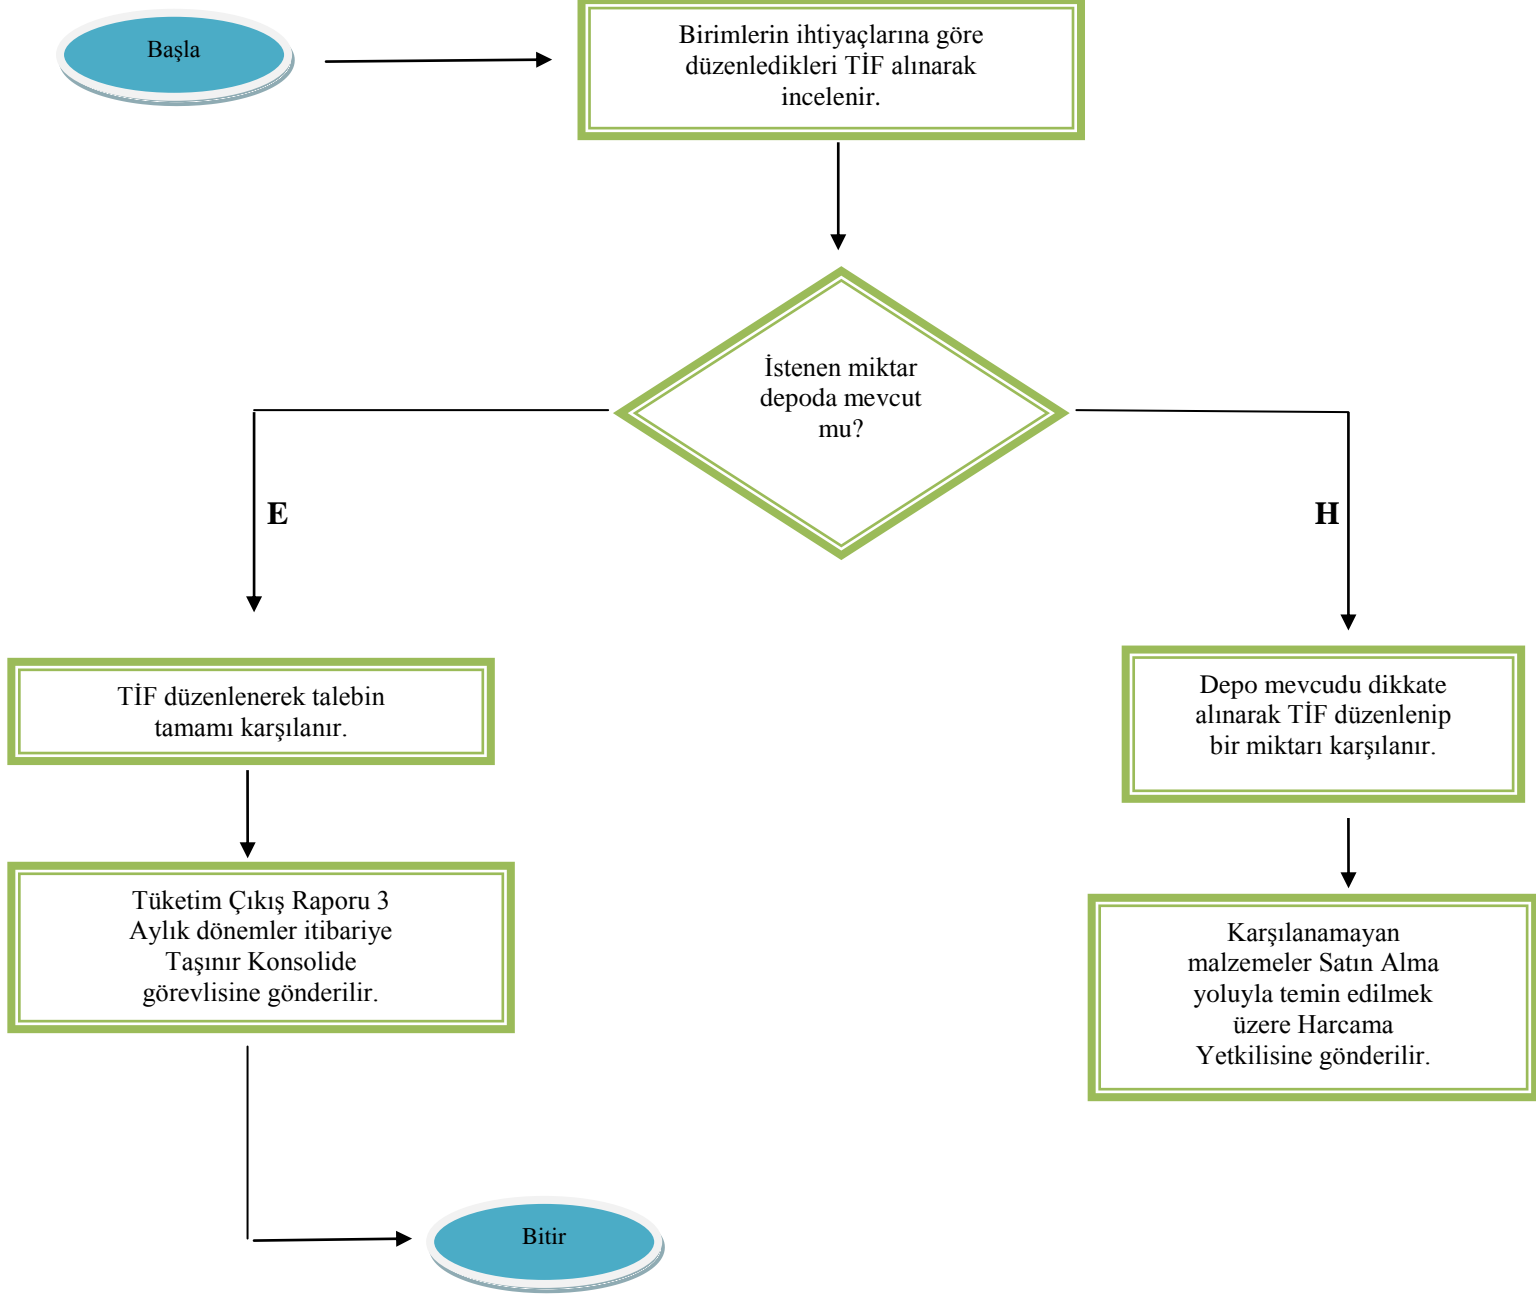 Başla
Birimlerin ihtiyaçlarına göre
düzenledikleri TİF alınarak
incelenir.
İstenen miktar
depoda mevcut
mu?
E
H
TİF düzenlenerek talebin
tamamı karşılanır.
Depo mevcudu dikkate
alınarak TİF düzenlenip
bir miktarı karşılanır.
Tüketim Çıkış Raporu 3
Aylık dönemler itibariye
Taşınır Konsolide
görevlisine gönderilir.
Karşılanamayan
malzemeler Satın Alma
yoluyla temin edilmek
üzere Harcama
Yetkilisine gönderilir.
Bitir